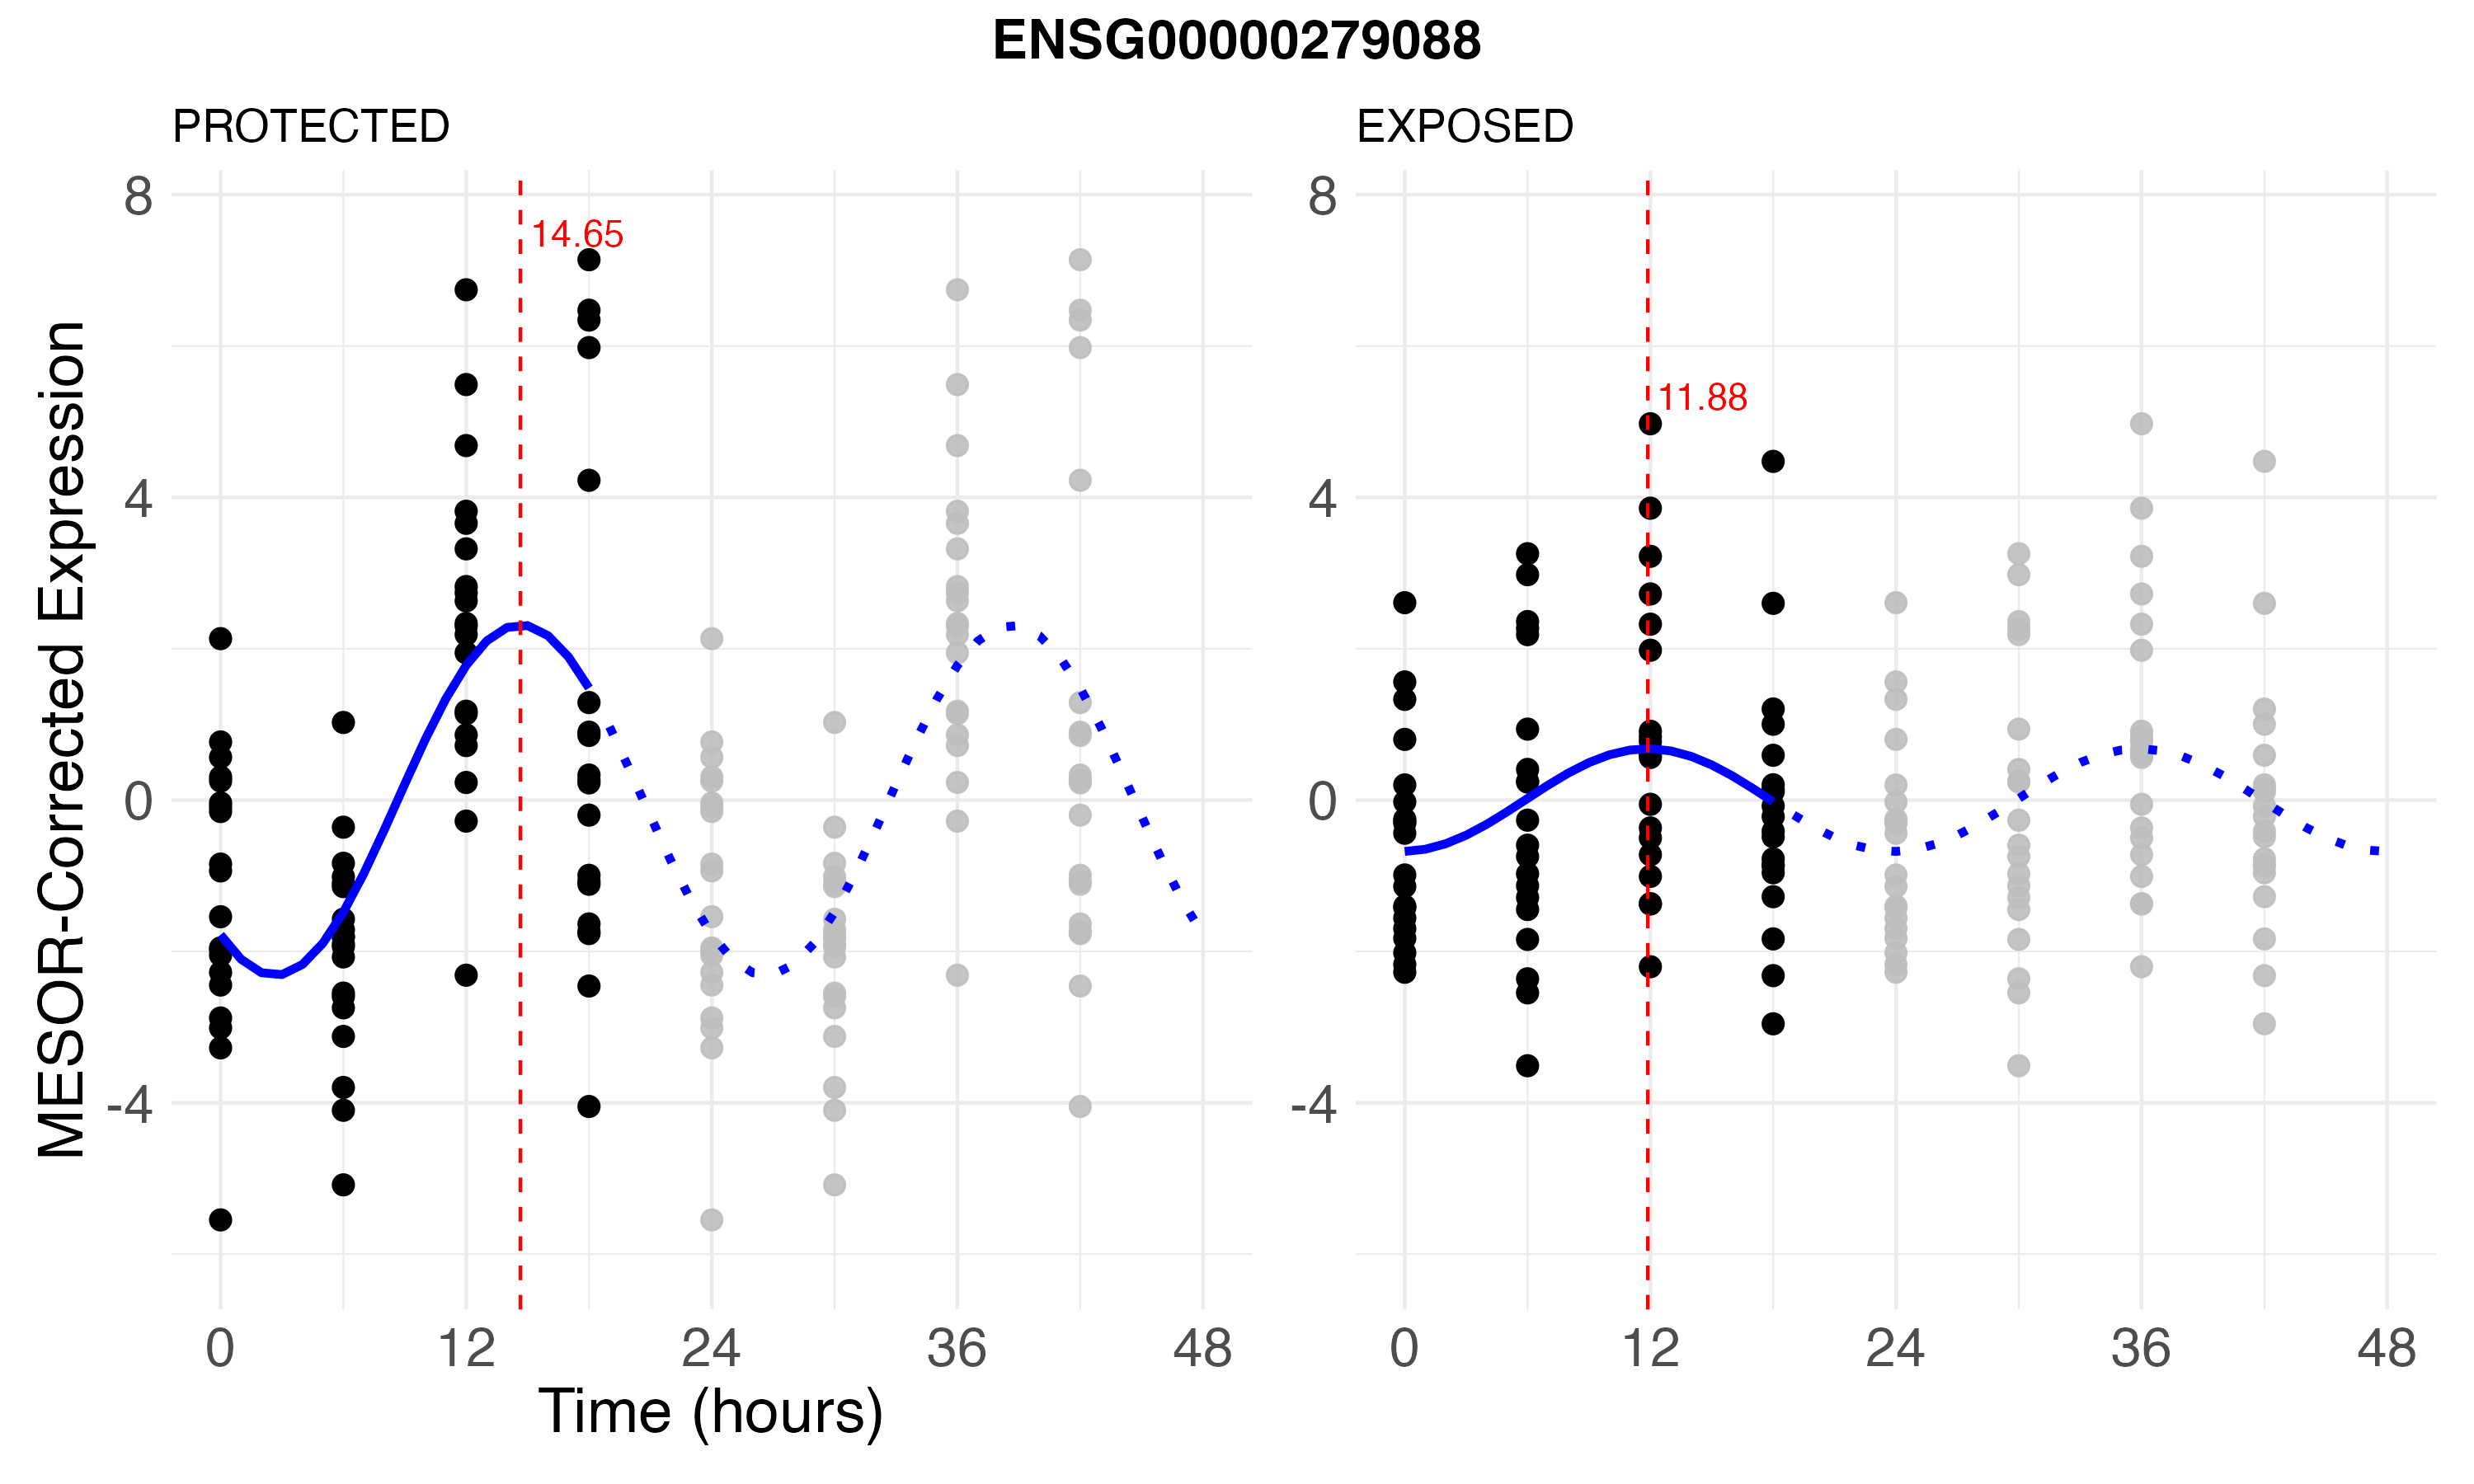 ENSG00000279088
PROTECTED
EXPOSED
MESOR-Corrected Expression
8
4
0
-4
14.65
0 12 24 36 48
8
4
0
-4
11.88
0 12 24 36 48
Time (hours)